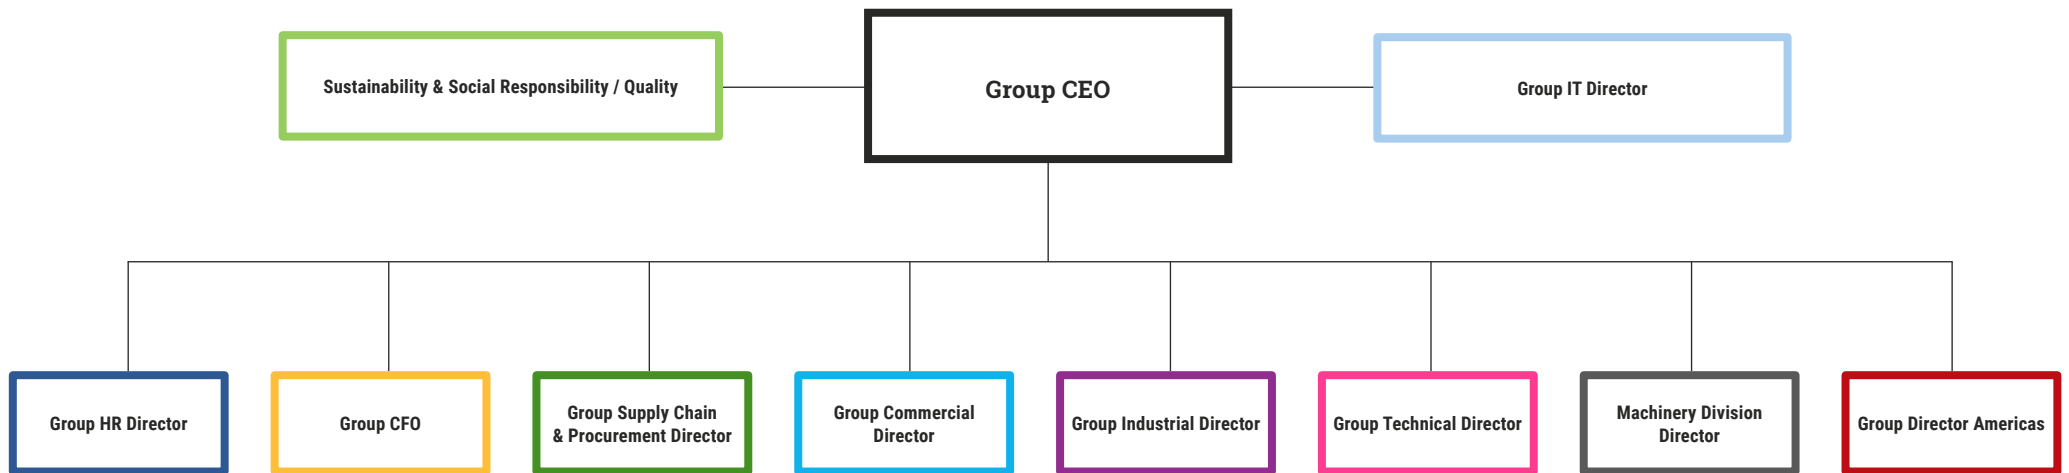 Sustainability & Social Responsibility / Quality
Group CEO
Group IT Director
Group HR Director
Group CFO
Group Supply Chain
& Procurement Director
Group Commercial
Director
Group Industrial Director
Group Technical Director
Machinery Division
Director
Group Director Americas